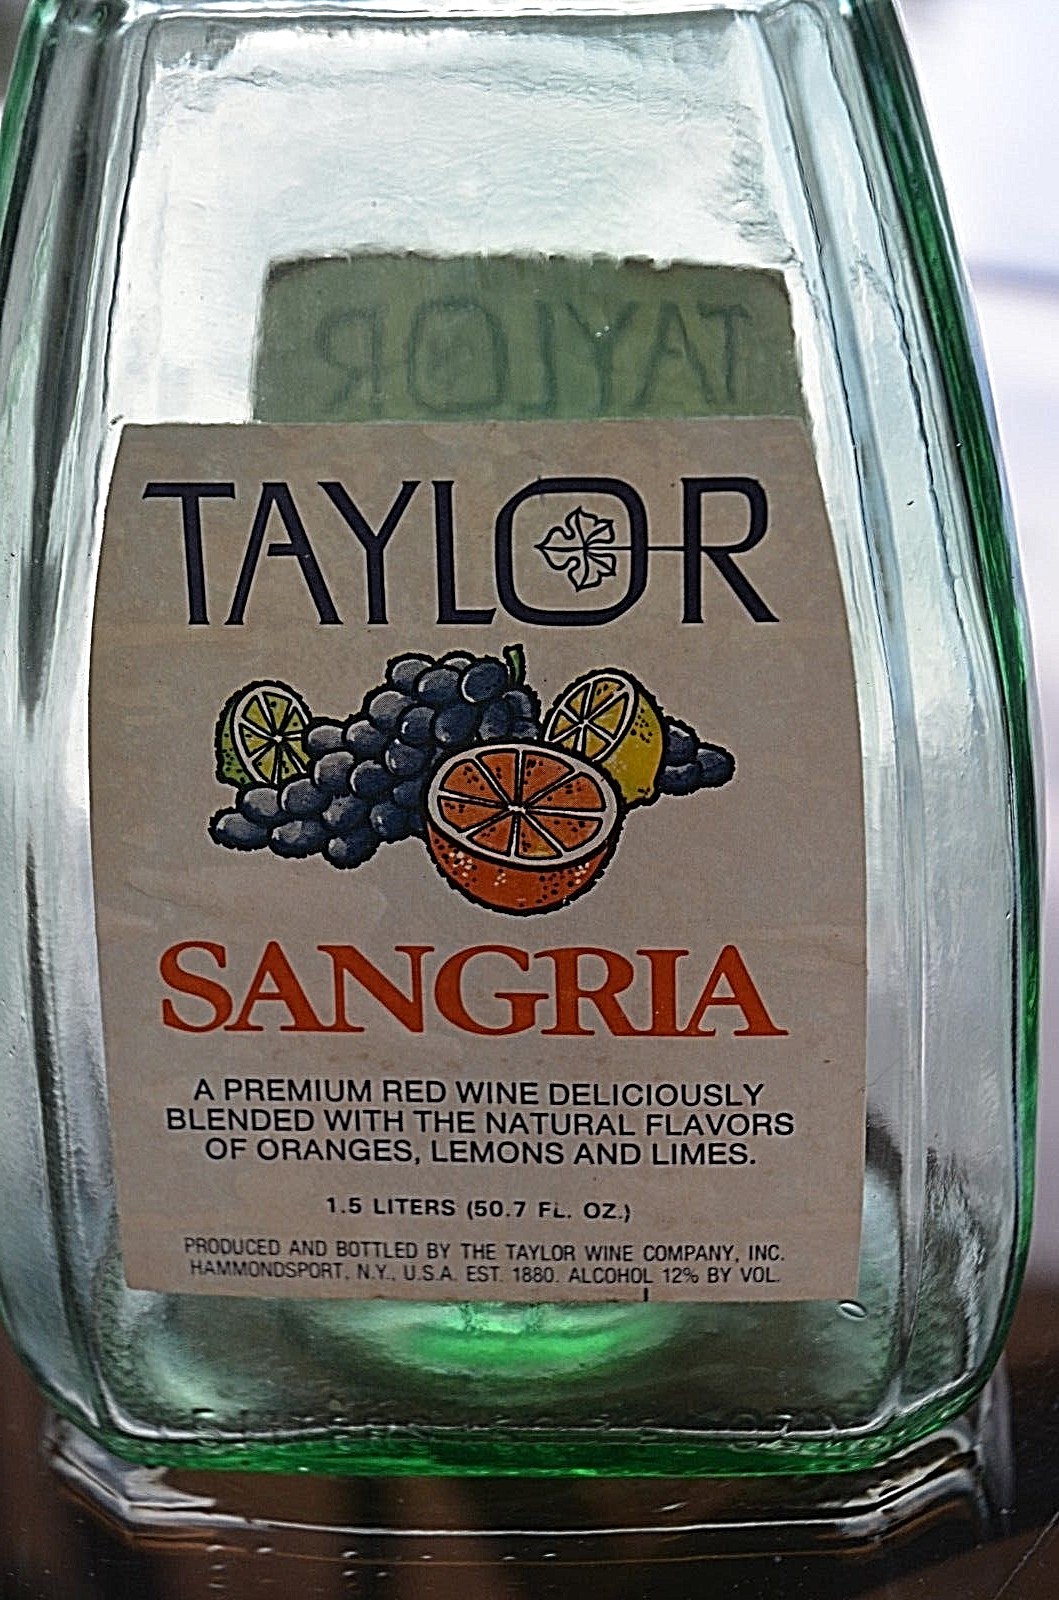 TAYLOR
TAYLOR
SANGRIA
A PREMIUM RED WINE DELICIOUSLY
BLENDED WITH THE NATURAL FLAVORS
OF ORANGES, LEMONS AND LIMES.
1.5 LITERS (50.7 FL. OZ.)
PRODUCED AND BOTTLED BY THE TAYLOR WINE COMPANY, INC.
HAMMONDSPORT, N.Y., U.S.A. EST. 1880. ALCOHOL 12% BY VOL.